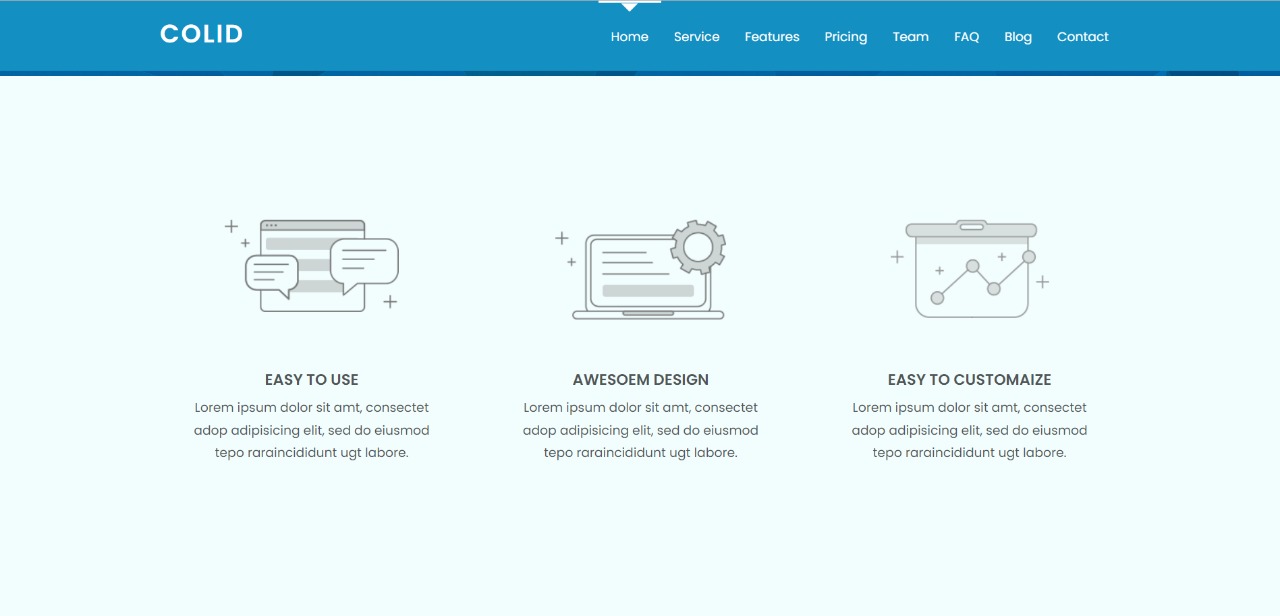 COLID
Home Service Features Pricing Team FAQ Blog Contact
EASY TO USE
Lorem ipsum dolor sit amt, consectet
adop adipisicing elit, sed do eiusmod
tepo raraincididunt ugt labore.
AWESOEM DESIGN
Lorem ipsum dolor sit amt, consectet
adop adipisicing elit, sed do eiusmod
tepo raraincididunt ugt labore.
EASY TO CUSTOMAIZE
Lorem ipsum dolor sit amt, consectet
adop adipisicing elit, sed do eiusmod
tepo raraincididunt ugt labore.